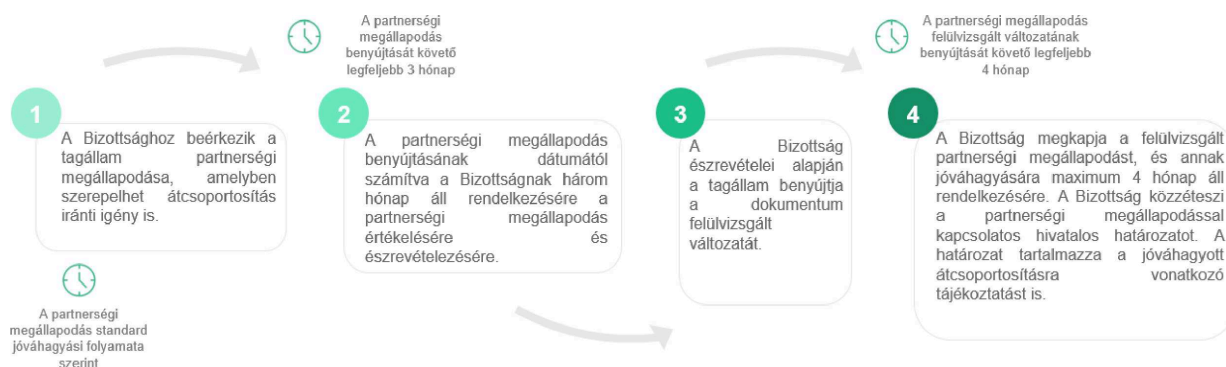 A partnerségi
megállapodás
benyújtását követő
legfeljebb 3 hónap
A partnerségi megállapodás
felülvizsgált változatának
benyújtását követő legfeljebb
4 hónap
1
A Bizottsághoz beérkezik a
tagállam partnerségi
megállapodása, amelyben
szerepelhet átcsoportosítás
iránti igény is.
2
A partnerségi megállapodás
benyújtásának dátumától
számítva a Bizottságnak három
hónap áll rendelkezésére a
partnerségi megállapodás
értékelésére és
észrevételezésére.
3
A Bizottság
észrevételei alapján
a tagállam benyújtja
a dokumentum
felülvizsgált
változatát.
4
A Bizottság megkapja a felülvizsgált
partnerségi megállapodást, és annak
jóváhagyására maximum 4 hónap áll
rendelkezésére. A Bizottság közzéteszi
a partnerségi megállapodással
kapcsolatos hivatalos határozatot. A
határozat tartalmazza a jóváhagyott
átcsoportosításra vonatkozó
tájékoztatást is.
A partnerségi
megállapodás standard
jóváhagyási folyamata
szerint